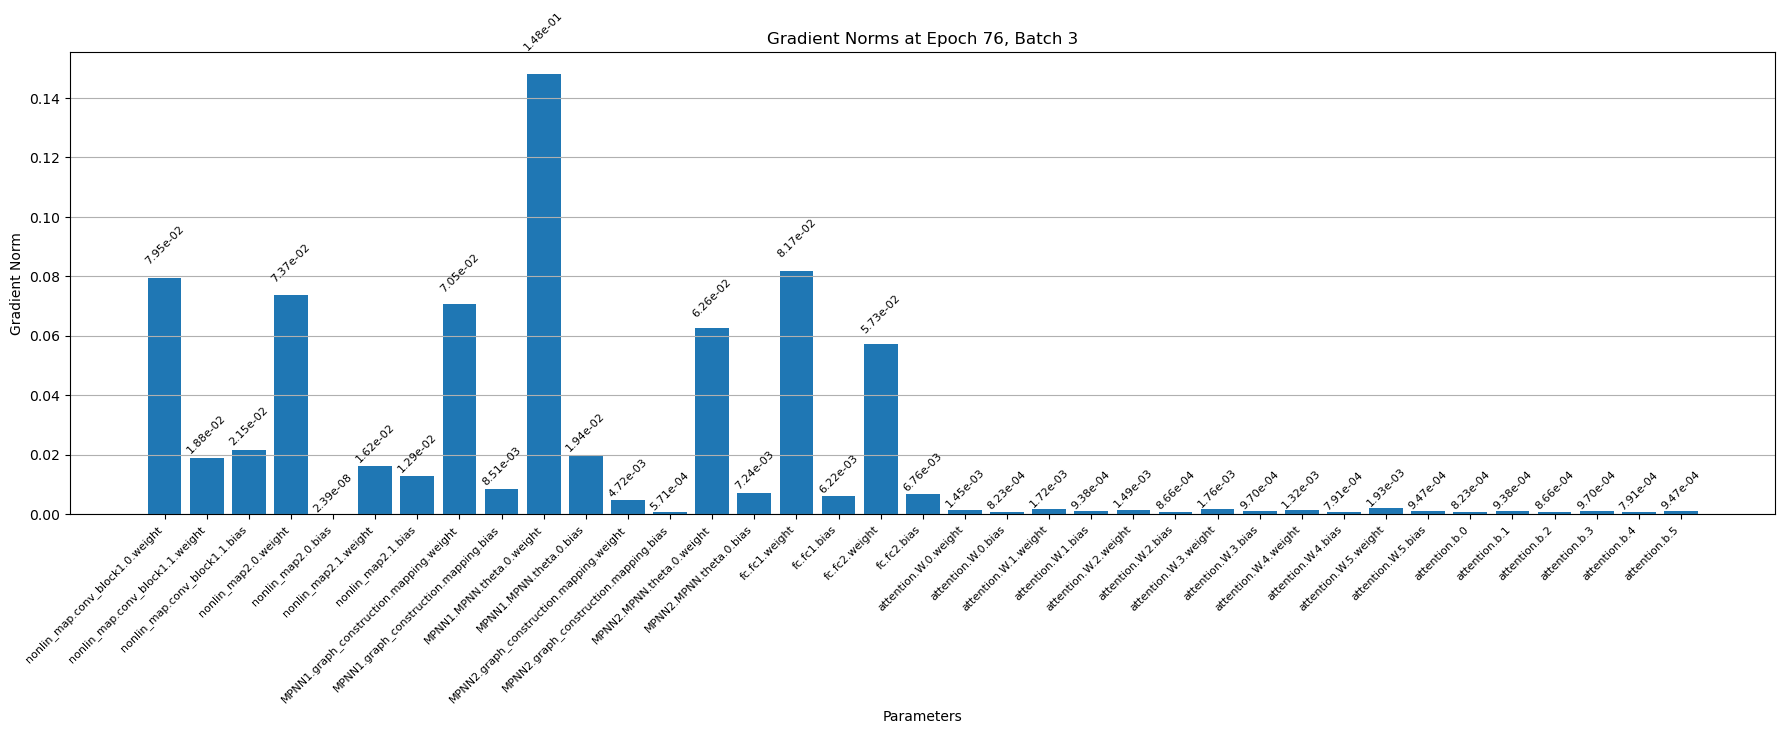 Gradient Norms at Epoch 76, Batch 3
Gradient Norm
0.14
0.12
0.10
0.08
0.06
0.04
0.02
0.00
7.95e-02
1.88e-02
2.15e-02
7.37e-02
2.39e-08
1.62e-02
1.29e-02
7.05e-02
8.51e-03
1.48e-01
1.94e-02
4.72e-03
5.71e-04
6.26e-02
7.24e-03
8.17e-02
6.22e-03
5.73e-02
6.76e-03
1.45e-03
8.23e-04
1.72e-03
9.38e-04
1.49e-03
8.66e-04
1.76e-03
9.70e-04
1.32e-03
7.91e-04
1.93e-03
9.47e-04
8.23e-04
9.38e-04
8.66e-04
9.70e-04
7.91e-04
9.47e-04
nonlin_map.conv_block1.0.weight
nonlin_map.conv_block1.1.weight
nonlin_map.conv_block1.1.bias
nonlin_map2.0.weight
nonlin_map2.0.bias
nonlin_map2.1.weight
nonlin_map2.1.bias
MPNN1.graph_construction.mapping.weight
MPNN1.graph_construction.mapping.bias
MPNN1.MPNN.theta.0.weight
MPNN1.MPNN.theta.0.bias
MPNN2.graph_construction.mapping.weight
MPNN2.graph_construction.mapping.bias
MPNN2.MPNN.theta.0.weight
MPNN2.MPNN.theta.0.bias
fc.fc1.weight
fc.fc1.bias
fc.fc2.weight
fc.fc2.bias
attention.W.0.weight
attention.W.0.bias
attention.W.1.weight
attention.W.1.bias
attention.W.2.weight
attention.W.2.bias
attention.W.3.weight
attention.W.3.bias
attention.W.4.weight
attention.W.4.bias
attention.W.5.weight
attention.W.5.bias
attention.b.0
attention.b.1
attention.b.2
attention.b.3
attention.b.4
attention.b.5
Parameters